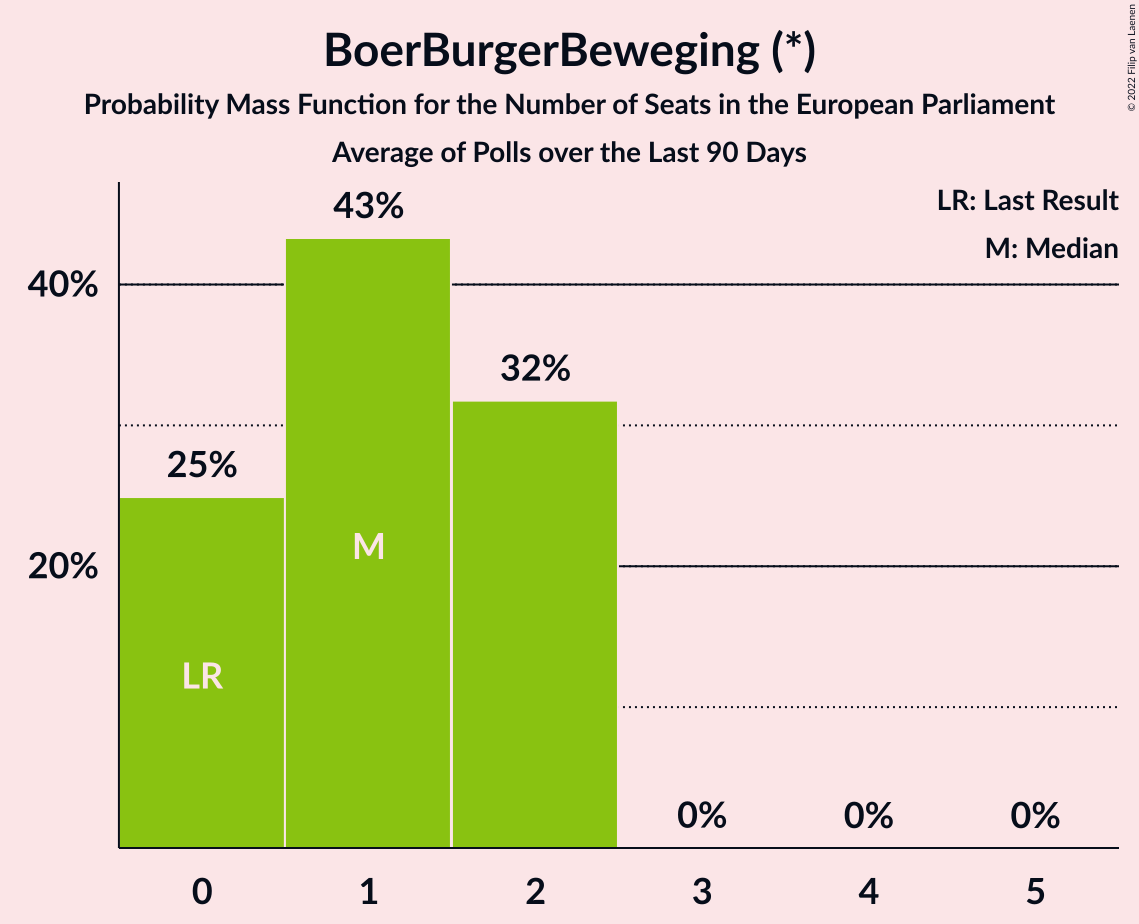 BoerBurgerBeweging (*)
Probability Mass Function for the Number of Seats in the European Parliament
Average of Polls over the Last 90 Days
© 2022 Filip van Laenen
LR: Last Result
M: Median
43%
40%
32%
25%
M
20%
LR
0%
0%
0%
0
1
2
3
4
5